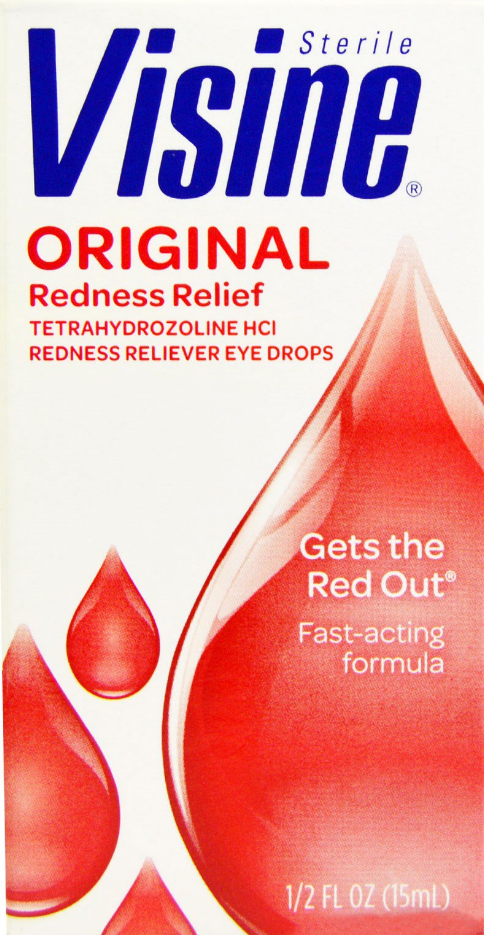 Sterile
Visine®
ORIGINAL
Redness Relief
TETRAHYDROZOLINE HCl
REDNESS RELIEVER EYE DROPS
Gets the
Red Out®
Fast-acting
formula
1/2 FL OZ (15mL)